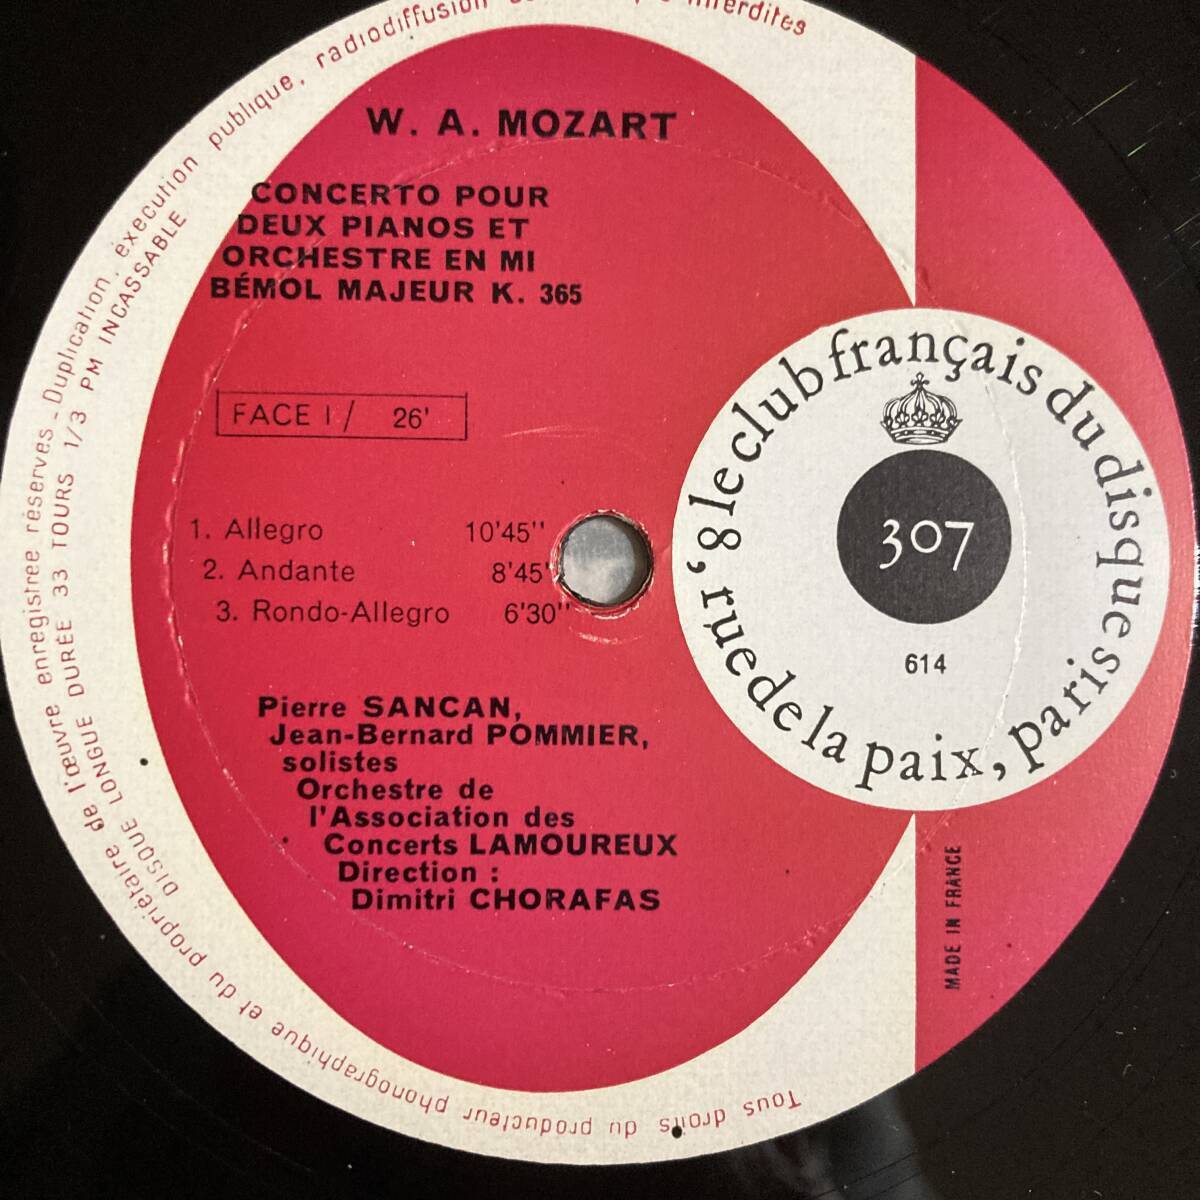 W. A. MOZART
CONCERTO POUR
DEUX PIANOS ET
ORCHESTRE EN MI
BÉMOL MAJEUR K. 365
FACE I / 26'
1. Allegro 10'45''
2. Andante 8'45'
3. Rondo-Allegro 6'30''
Pierre SANCAN,
Jean-Bernard POMMIER,
solistes
Orchestre de
l'Association des
Concerts LAMOUREUX
Direction :
Dimitri CHORAFAS
le club français du disque
8, rue de la paix, paris 2
307
614
MADE IN FRANCE
Tous droits du producteur phonographique et du propriétaire de l'œuvre enregistrée réservés - Duplication, éxecution publique, radiodiffusion interdites
DISQUE LONGUE DURÉE 33 TOURS 1/3 PM INCASSABLE